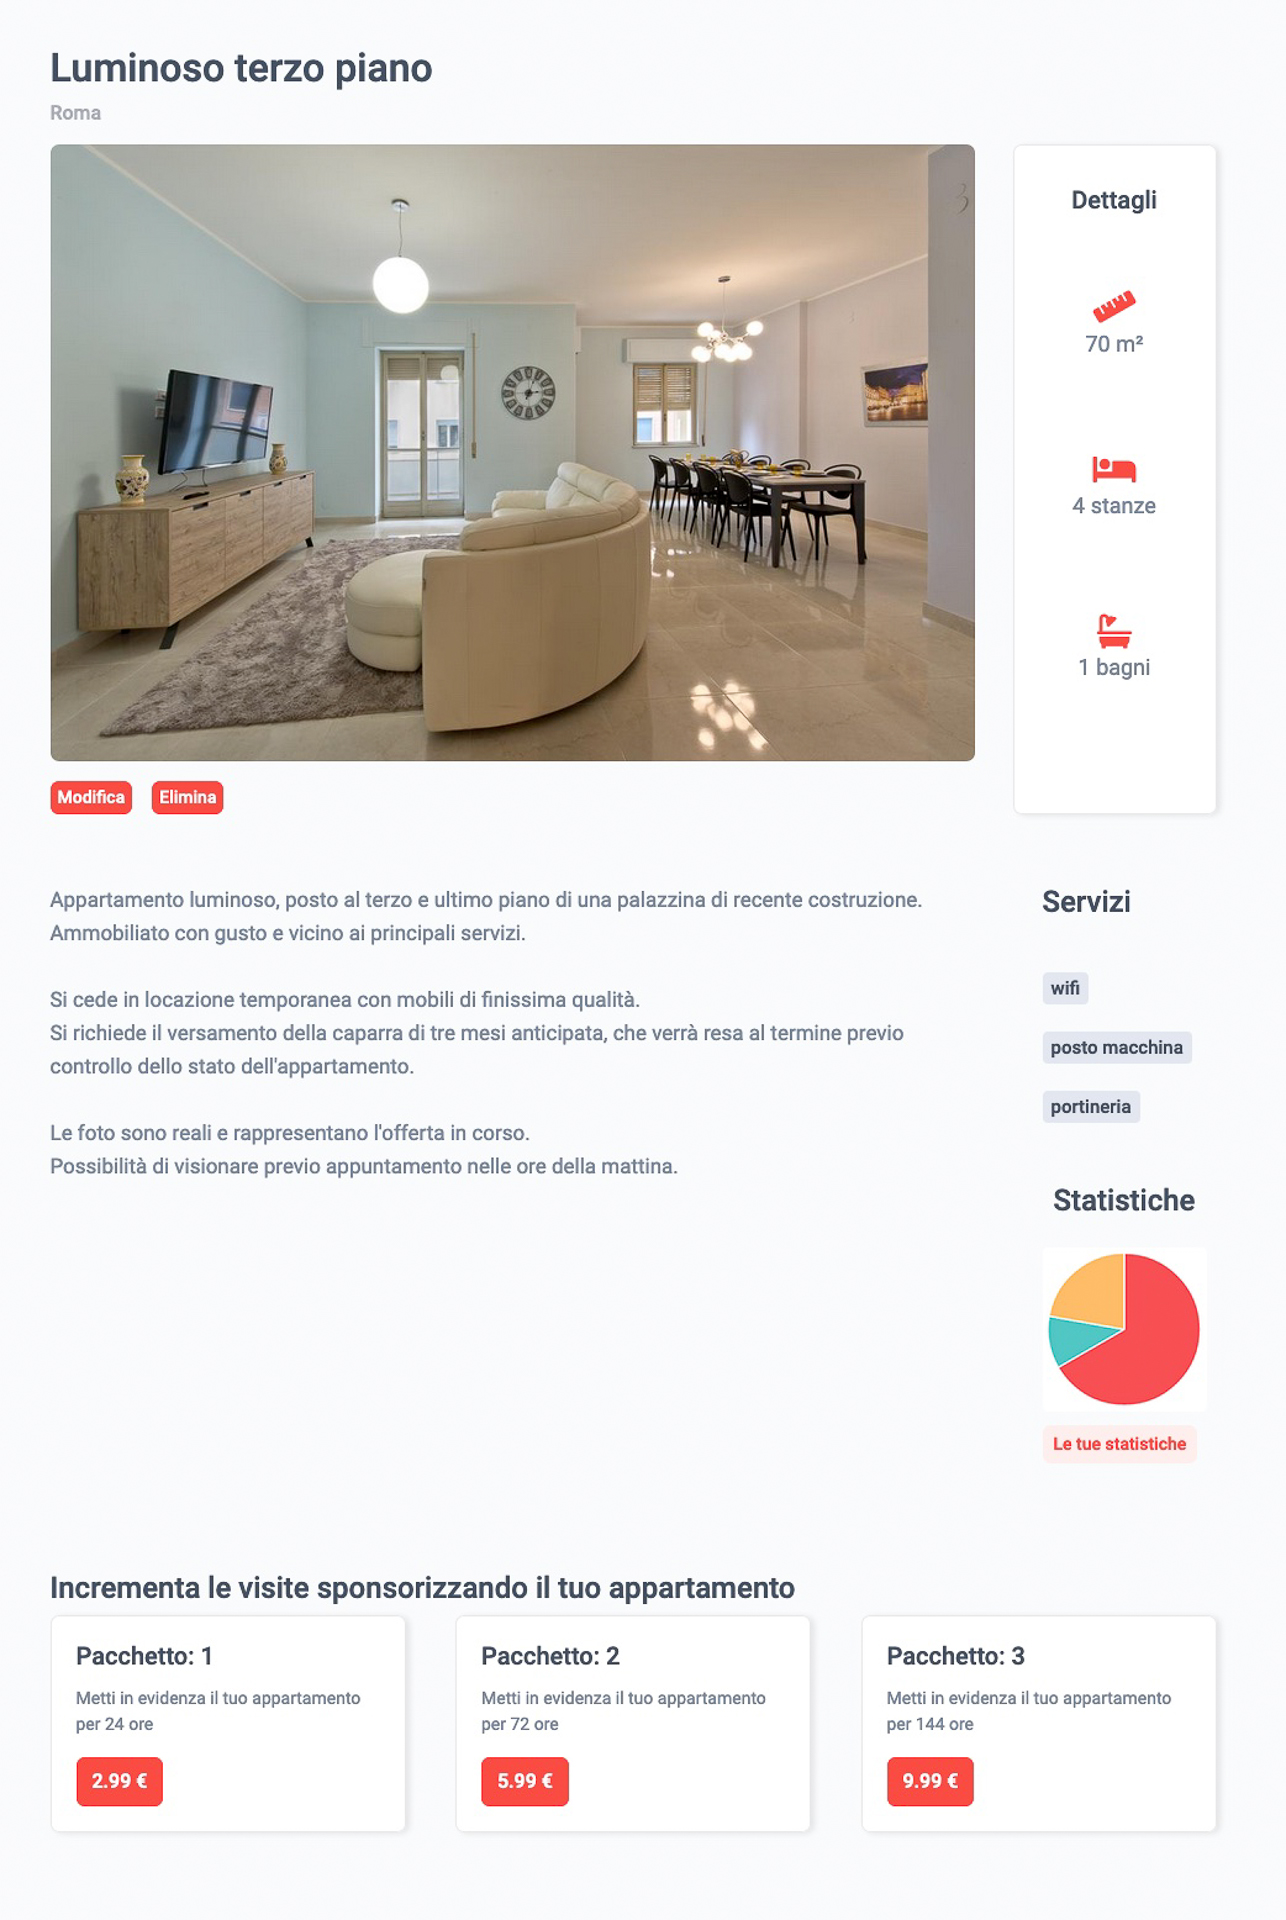 Luminoso terzo piano
Roma
Dettagli
70 m²
4 stanze
1 bagni
Modifica
Elimina
Appartamento luminoso, posto al terzo e ultimo piano di una palazzina di recente costruzione.
Ammobiliato con gusto e vicino ai principali servizi.
Si cede in locazione temporanea con mobili di finissima qualità.
Si richiede il versamento della caparra di tre mesi anticipata, che verrà resa al termine previo
controllo dello stato dell'appartamento.
Le foto sono reali e rappresentano l'offerta in corso.
Possibilità di visionare previo appuntamento nelle ore della mattina.
Servizi
wifi
posto macchina
portineria
Statistiche
Le tue statistiche
Incrementa le visite sponsorizzando il tuo appartamento
Pacchetto: 1
Metti in evidenza il tuo appartamento
per 24 ore
2.99 €
Pacchetto: 2
Metti in evidenza il tuo appartamento
per 72 ore
5.99 €
Pacchetto: 3
Metti in evidenza il tuo appartamento
per 144 ore
9.99 €